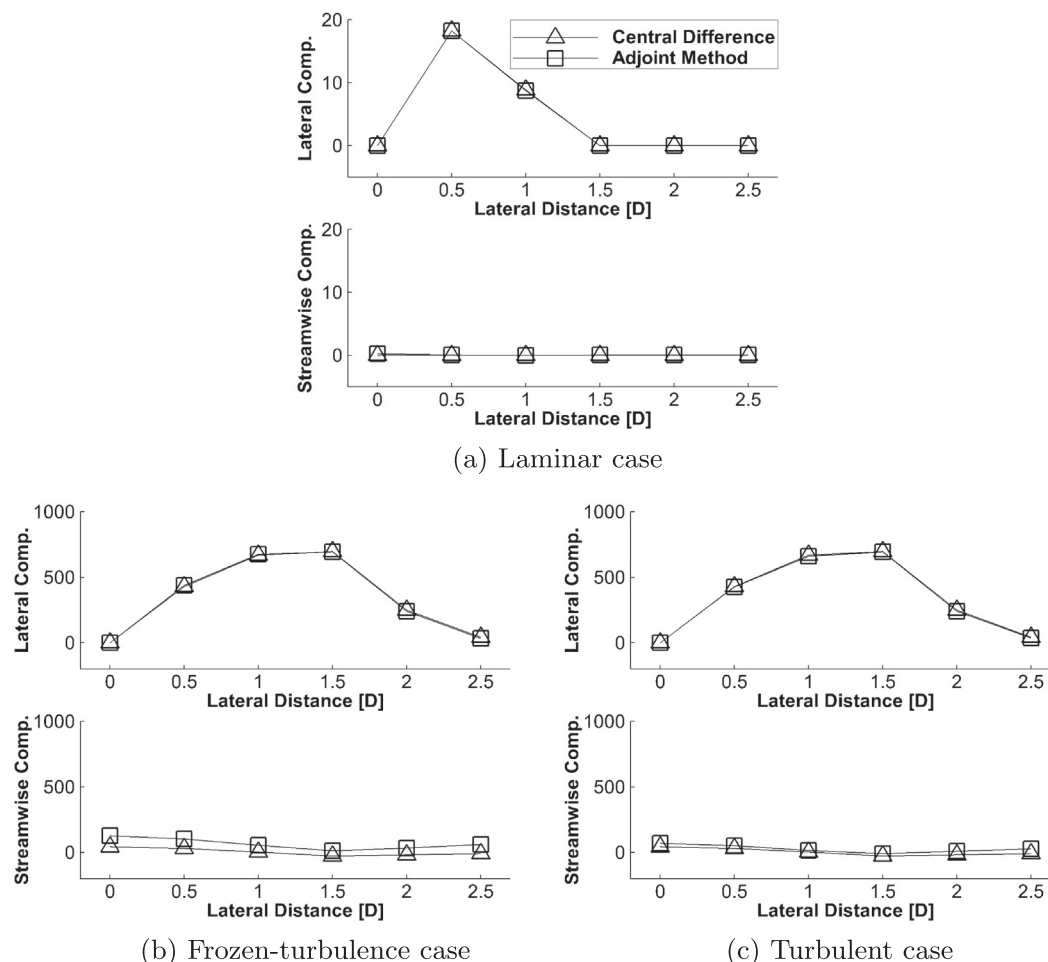 20
10
0
Lateral Comp.
Central Difference
Adjoint Method
0 0.5 1 1.5 2 2.5
Lateral Distance [D]
20
10
0
Streamwise Comp.
0 0.5 1 1.5 2 2.5
Lateral Distance [D]
(a) Laminar case
1000
500
0
Lateral Comp.
0 0.5 1 1.5 2 2.5
Lateral Distance [D]
1000
500
0
Streamwise Comp.
0 0.5 1 1.5 2 2.5
Lateral Distance [D]
(b) Frozen-turbulence case
1000
500
0
Lateral Comp.
0 0.5 1 1.5 2 2.5
Lateral Distance [D]
1000
500
0
Streamwise Comp.
0 0.5 1 1.5 2 2.5
Lateral Distance [D]
(c) Turbulent case